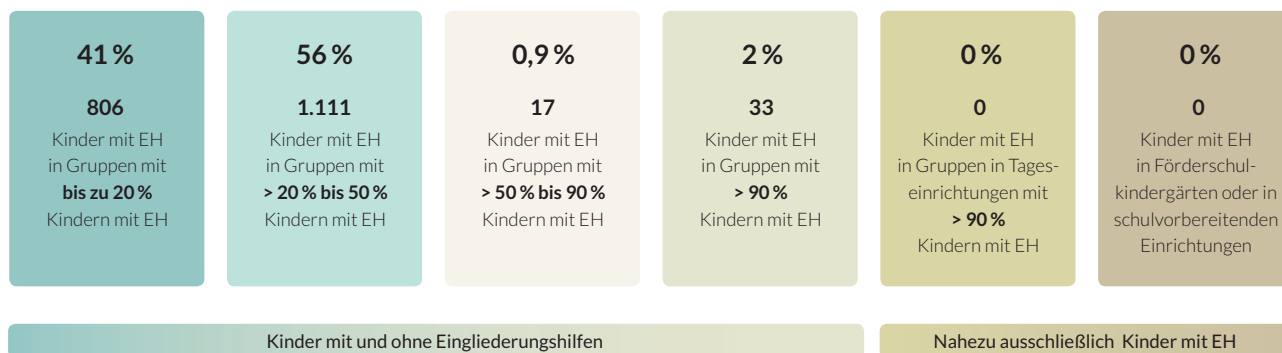 41 %
806
Kinder mit EH
in Gruppen mit
bis zu 20 %
Kindern mit EH
56 %
1.111
Kinder mit EH
in Gruppen mit
> 20 % bis 50 %
Kindern mit EH
0,9 %
17
Kinder mit EH
in Gruppen mit
> 50 % bis 90 %
Kindern mit EH
2 %
33
Kinder mit EH
in Gruppen mit
> 90 %
Kindern mit EH
0 %
0
Kinder mit EH
in Gruppen in Tages-
einrichtungen mit
> 90 %
Kindern mit EH
0 %
0
Kinder mit EH
in Förderschul-
kindergärten oder in
schulvorbereitenden
Einrichtungen
Kinder mit und ohne Eingliederungshilfen
Nahezu ausschließlich Kinder mit EH